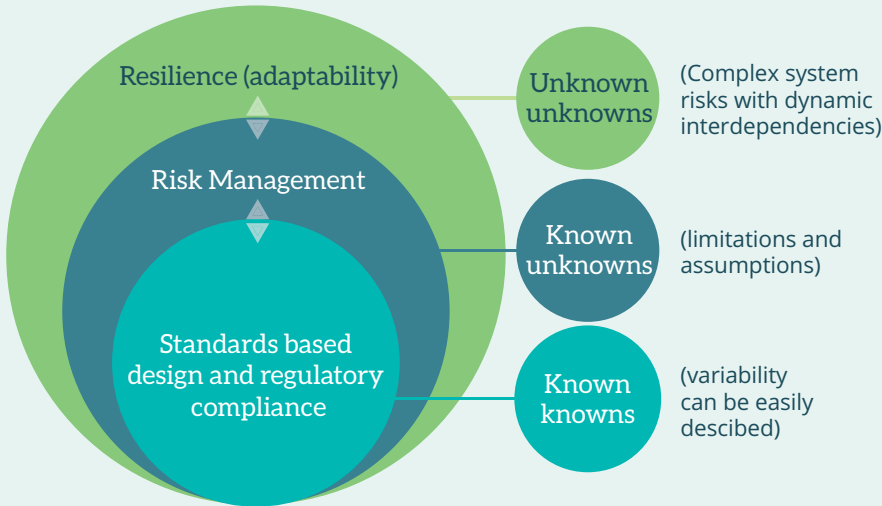 Resilience (adaptability)
Risk Management
Standards based
design and regulatory
compliance
Unknown
unknowns
(Complex system
risks with dynamic
interdependencies)
Known
unknowns
(limitations and
assumptions)
Known
knowns
(variability
can be easily
descibed)